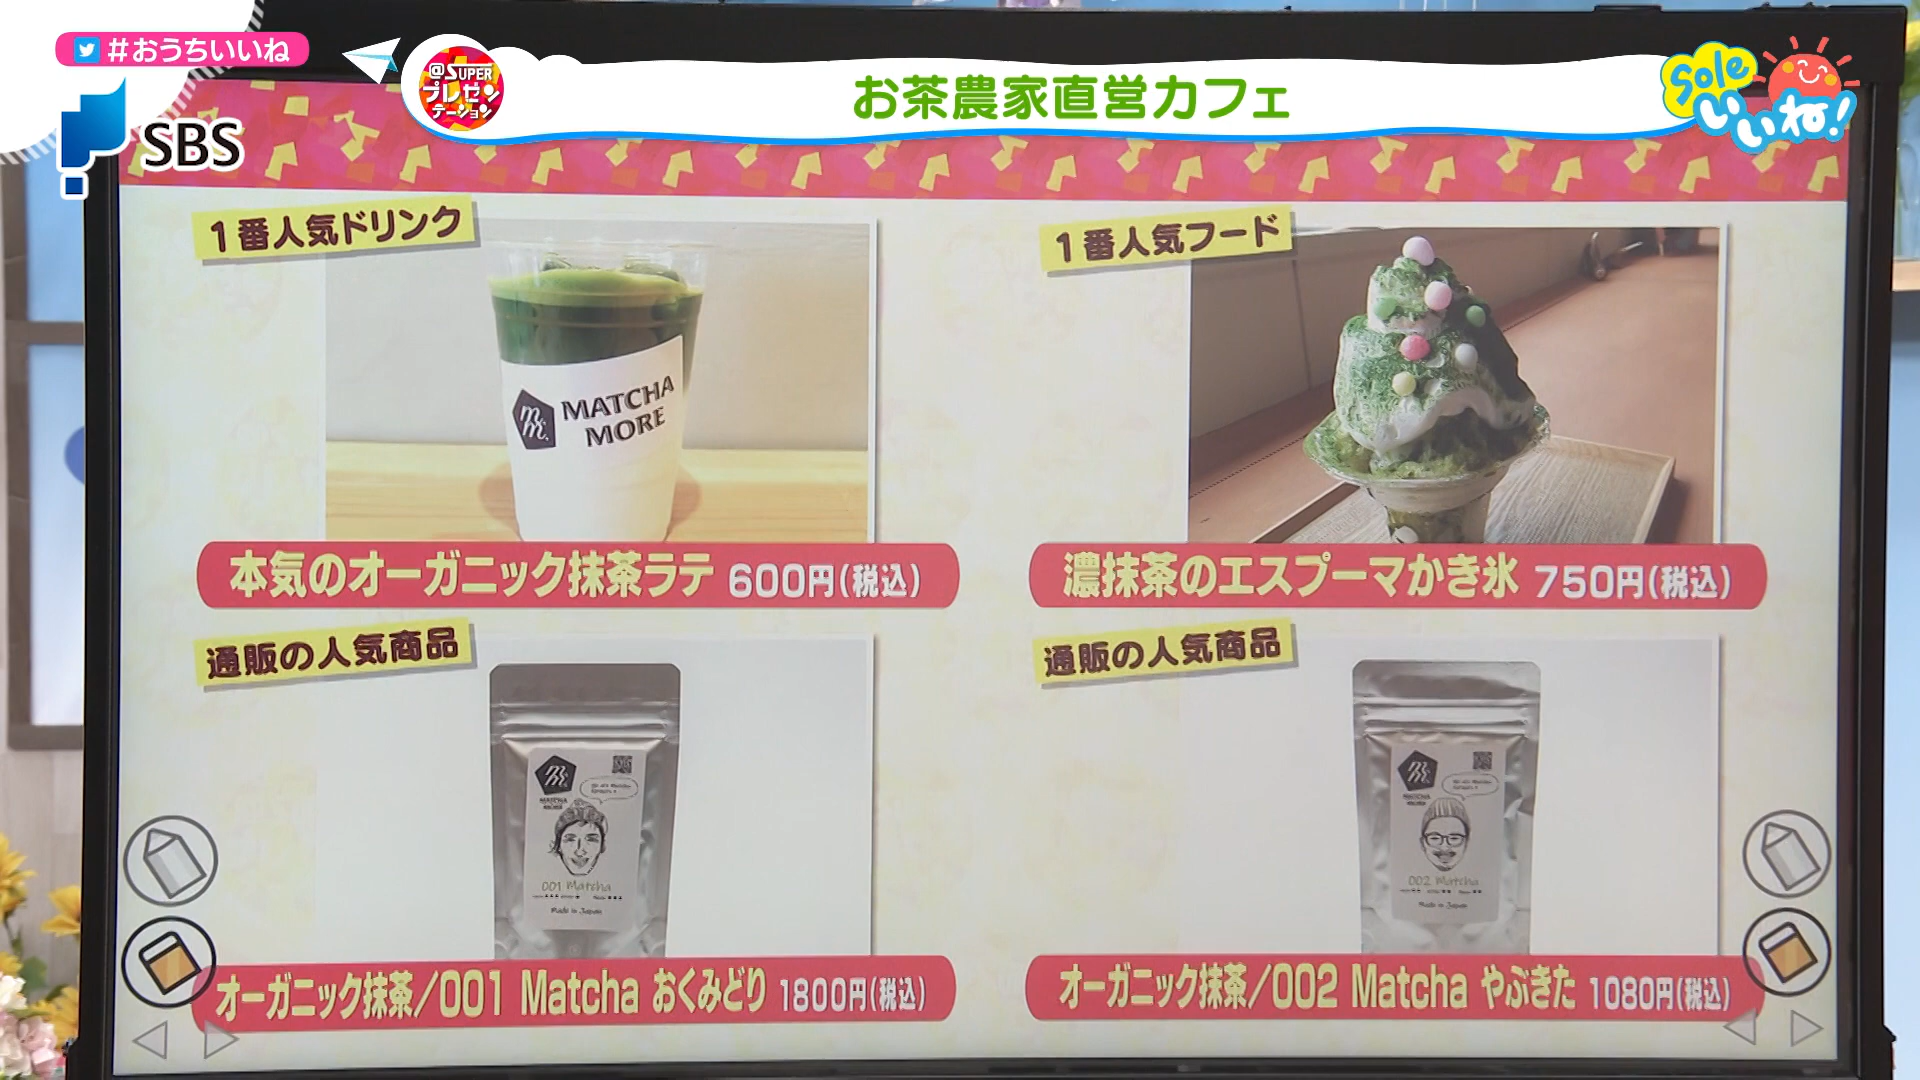 #おうちいいね
SBS
@SUPER
プレゼン
テーション
お茶農家直営カフェ
Sole
いいね!
1番人気ドリンク
MATCHA
MORE
本気のオーガニック抹茶ラテ 600円(税込)
1番人気フード
濃抹茶のエスプーマかき氷 750円(税込)
通販の人気商品
MATCHA
MORE
001 Matcha
Made in Japan
オーガニック抹茶/001 Matcha おくみどり 1800円(税込)
通販の人気商品
MATCHA
MORE
002 Matcha
Made in Japan
オーガニック抹茶/002 Matcha やぶきた 1080円(税込)